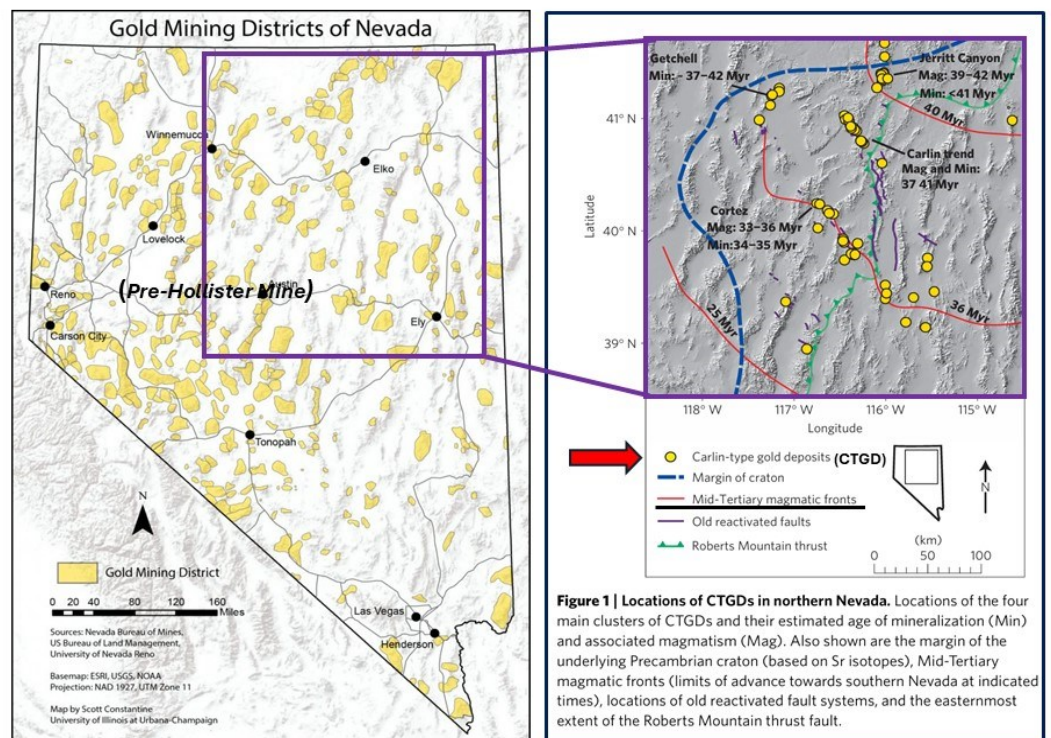 Gold Mining Districts of Nevada
Winnemucca
Elko
Lovelock
(Pre-Hollister Mine)
Austin
Reno
Carson City
Ely
Tonopah
N
Gold Mining District
0 20 40 80 120 160
Miles
Las Vegas
Henderson
Sources: Nevada Bureau of Mines,
US Bureau of Land Management,
University of Nevada Reno
Basemap: ESRI, USGS, NOAA
Projection: NAD 1927, UTM Zone 11
Map by Scott Constantine
University of Illinois at Urbana-Champaign
Getchell
Min: - 37–42 Myr
Jerritt Canyon
Mag: 39–42 Myr
Min: <41 Myr
40 Myr
Carlin trend
Mag and Min:
37 41 Myr
Cortez
Mag: 33–36 Myr
Min:34–35 Myr
25 Myr
36 Myr
41° N
40° N
39° N
Latitude
118° W
117° W
116° W
115° W
Longitude
Carlin-type gold deposits (CTGD)
Margin of craton
Mid-Tertiary magmatic fronts
Old reactivated faults
Roberts Mountain thrust
N
(km)
0 50 100
Figure 1 | Locations of CTGDs in northern Nevada. Locations of the four
main clusters of CTGDs and their estimated age of mineralization (Min)
and associated magmatism (Mag). Also shown are the margin of the
underlying Precambrian craton (based on Sr isotopes), Mid-Tertiary
magmatic fronts (limits of advance towards southern Nevada at indicated
times), locations of old reactivated fault systems, and the easternmost
extent of the Roberts Mountain thrust fault.